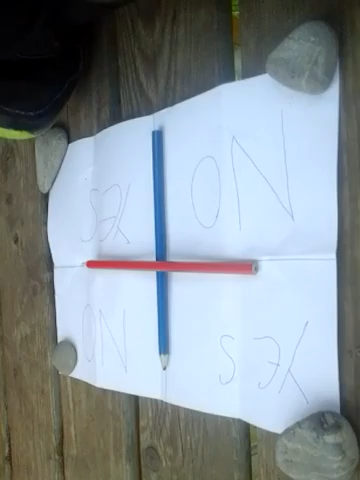 YES NO
NO YES